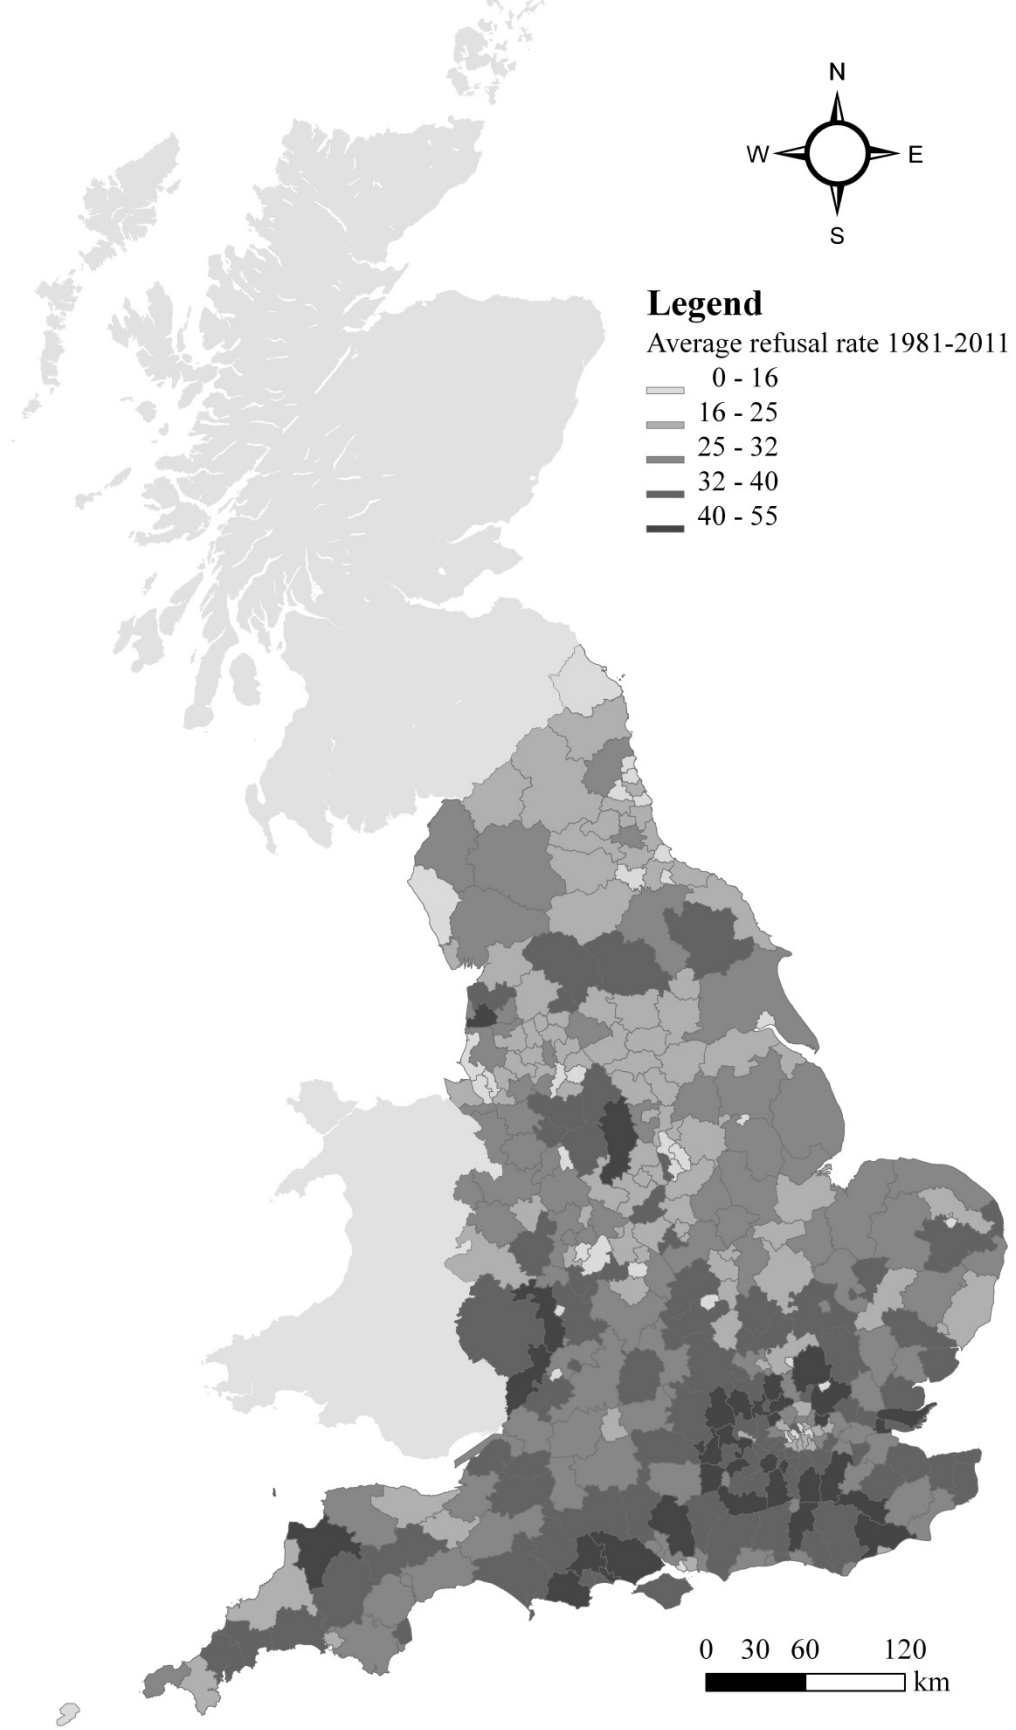 N
W E
S
Legend
Average refusal rate 1981-2011
0 - 16
16 - 25
25 - 32
32 - 40
40 - 55
0 30 60 120
km